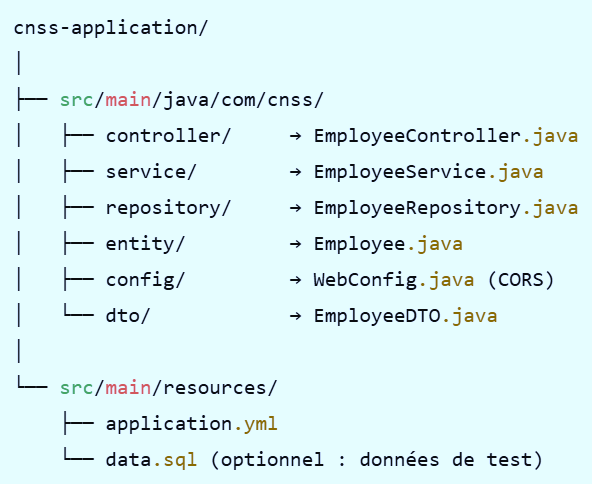 cnss-application/
│
├── src/main/java/com/cnss/
│   ├── controller/     → EmployeeController.java
│   ├── service/        → EmployeeService.java
│   ├── repository/     → EmployeeRepository.java
│   ├── entity/         → Employee.java
│   ├── config/         → WebConfig.java (CORS)
│   └── dto/            → EmployeeDTO.java
│
└── src/main/resources/
    ├── application.yml
    └── data.sql (optionnel : données de test)